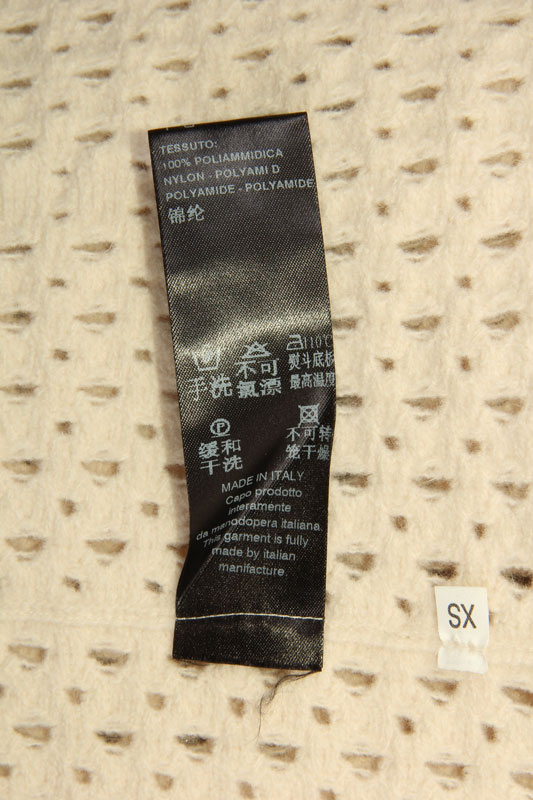 TESSUTO:
100% POLIAMMIDICA
NYLON - POLYAMI D
POLYAMIDE - POLYAMIDE
锦纶
110℃
手洗 不可 熨斗底板
氯漂 最高温度
P
缓和 不可转
干洗 笼干燥
MADE IN ITALY
Capo prodotto
interamente
da manodopera italiana.
This garment is fully
made by italian
manifacture.
SX